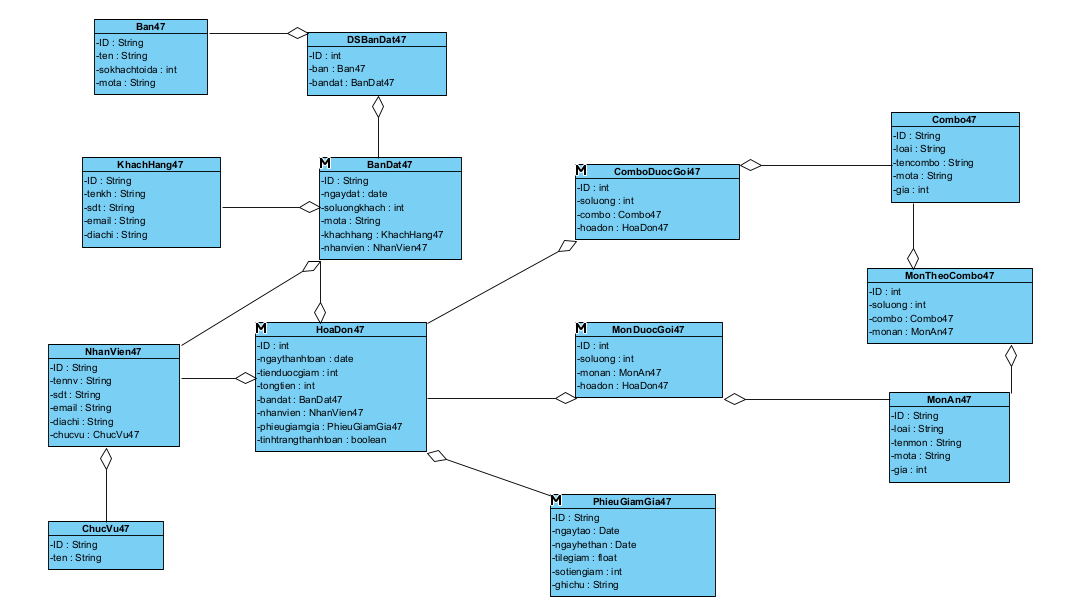 Ban47
-ID : String
-ten : String
-sokhachtoida : int
-mota : String
DSBanDat47
-ID : int
-ban : Ban47
-bandat : BanDat47
KhachHang47
-ID : String
-tenkh : String
-sdt : String
-email : String
-diachi : String
M
BanDat47
-ID : String
-ngaydat : date
-soluongkhach : int
-mota : String
-khachhang : KhachHang47
-nhanvien : NhanVien47
M
ComboDuocGoi47
-ID : int
-soluong : int
-combo : Combo47
-hoadon : HoaDon47
Combo47
-ID : String
-loai : String
-tencombo : String
-mota : String
-gia : int
MonTheoCombo47
-ID : int
-soluong : int
-combo : Combo47
-monan : MonAn47
NhanVien47
-ID : String
-tennv : String
-sdt : String
-email : String
-diachi : String
-chucvu : ChucVu47
M
HoaDon47
-ID : int
-ngaythanhtoan : date
-tienduocgiam : int
-tongtien : int
-bandat : BanDat47
-nhanvien : NhanVien47
-phieugiamgia : PhieuGiamGia47
-tinhtrangthanhtoan : boolean
M
MonDuocGoi47
-ID : int
-soluong : int
-monan : MonAn47
-hoadon : HoaDon47
MonAn47
-ID : String
-loai : String
-tenmon : String
-mota : String
-gia : int
ChucVu47
-ID : String
-ten : String
M
PhieuGiamGia47
-ID : String
-ngaytao : Date
-ngayhethan : Date
-tilegiam : float
-sotiengiam : int
-ghichu : String